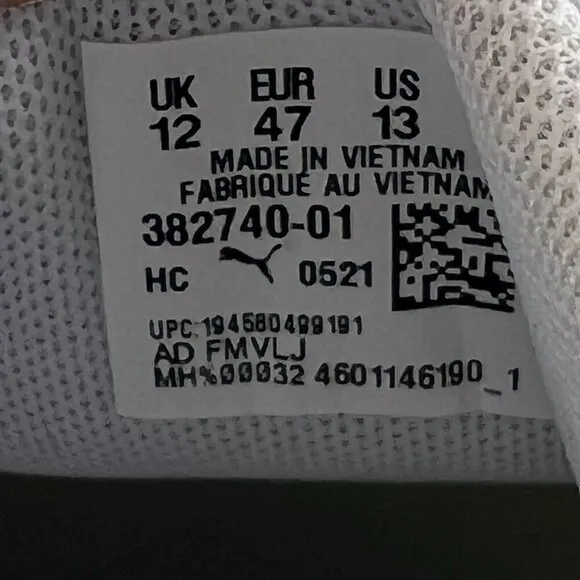 UK EUR US
12 47 13
MADE IN VIETNAM
FABRIQUÉ AU VIETNAM
382740-01
HC 0521
UPC:194580499191
AD FMVLJ
MH%00032 4601146190_1